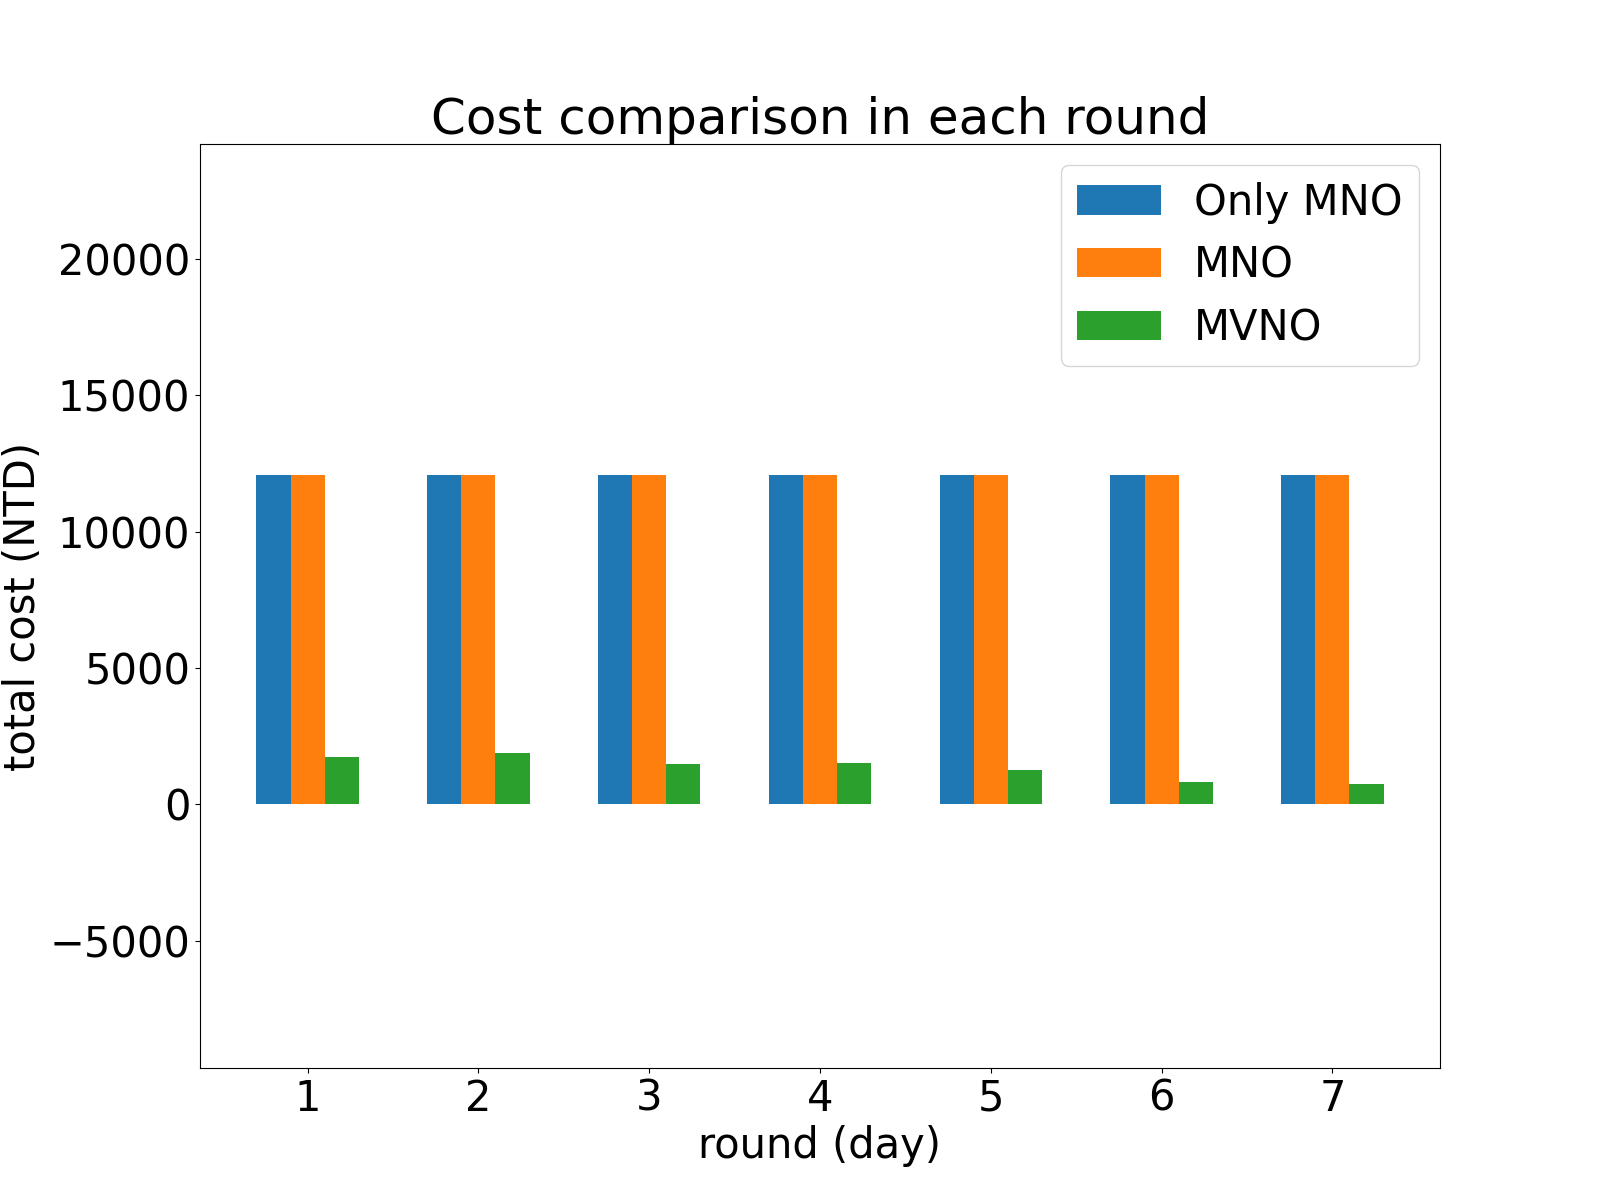 Cost comparison in each round
Only MNO
MNO
MVNO
total cost (NTD)
20000
15000
10000
5000
0
−5000
1 2 3 4 5 6 7
round (day)